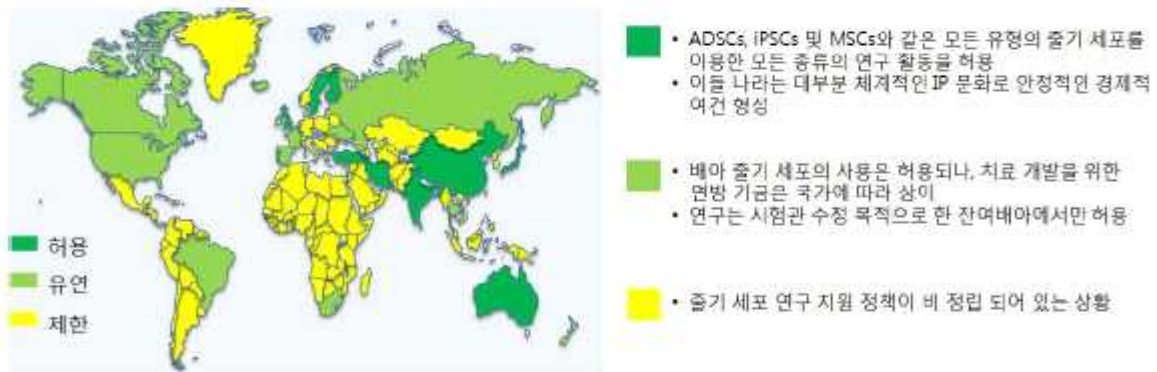 허용
유연
제한
• ADSCs, iPSCs 및 MSCs와 같은 모든 유형의 줄기 세포를
이용한 모든 종류의 연구 활동을 허용
• 이들 나라는 대부분 체계적인 IP 문화로 안정적인 경제적
여건 형성
• 배아 줄기 세포의 사용은 허용되나, 치료 개발을 위한
면방 기금은 국가에 따라 상이
• 연구는 시험관 수정 목적으로 한 잔여배아에서만 허용
• 줄기 세포 연구 지원 정책이 비 정립 되어 있는 상황